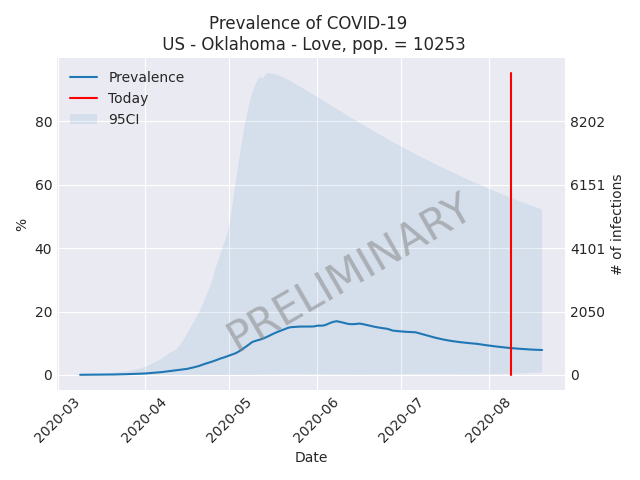 Prevalence of COVID-19
US - Oklahoma - Love, pop. = 10253
Prevalence
Today
95CI
%
80
60
40
20
0
8202
6151
4101
2050
0
# of infections
PRELIMINARY
2020-03
2020-04
2020-05
2020-06
2020-07
2020-08
Date